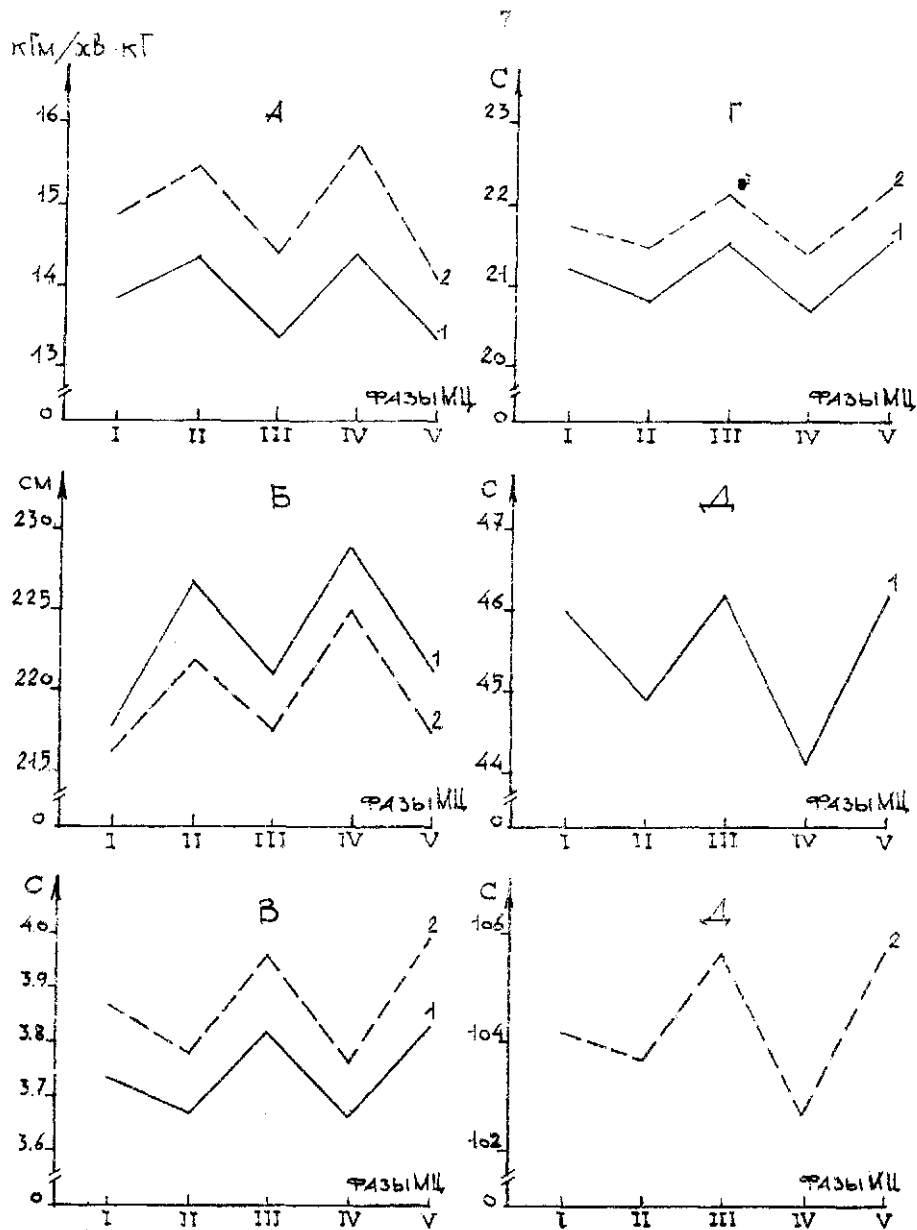 7
кГм/хв·кГ
А
16
15
14
13
0
2
1
ФАЗЫ МЦ
I II III IV V
С
Г
23
22
21
20
0
2
1
ФАЗЫ МЦ
I II III IV V
СМ
Б
230
225
220
215
0
1
2
ФАЗЫ МЦ
I II III IV V
С
Д
47
46
45
44
0
1
ФАЗЫ МЦ
I II III IV V
С
В
4.0
3.9
3.8
3.7
3.6
0
2
1
ФАЗЫ МЦ
I II III IV V
С
Д
106
104
102
0
2
ФАЗЫ МЦ
I II III IV V